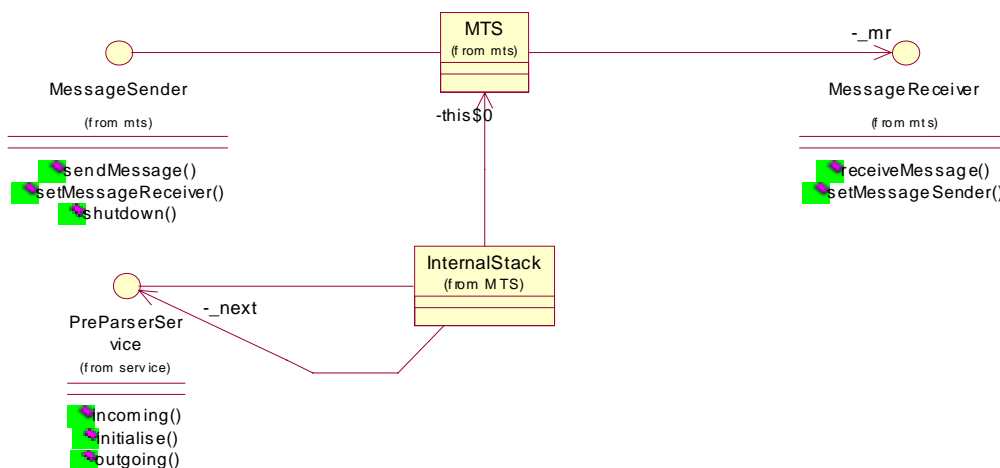 MTS
(from mts)
-_mr
MessageSender
(from mts)
sendMessage()
setMessageReceiver()
shutdown()
MessageReceiver
(from mts)
receiveMessage()
setMessageSender()
-this$0
InternalStack
(from MTS)
-_next
PreParserSer
vice
(from service)
incoming()
initialise()
outgoing()